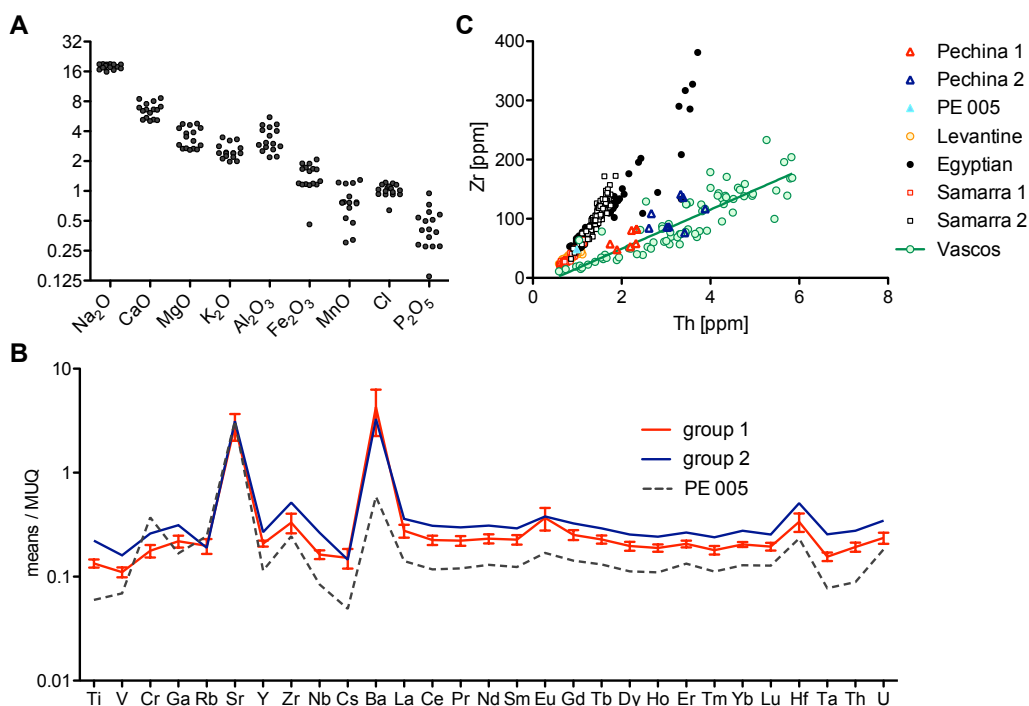 A
32
16
8
4
2
1
0.5
0.25
0.125
Na₂O
CaO
MgO
K₂O
Al₂O₃
Fe₂O₃
MnO
Cl
P₂O₅
C
400
300
200
100
0
Zr [ppm]
0
2
4
6
8
Th [ppm]
Pechina 1
Pechina 2
PE 005
Levantine
Egyptian
Samarra 1
Samarra 2
Vascos
B
10
1
0.1
0.01
means / MUQ
group 1
group 2
PE 005
Ti V Cr Ga Rb Sr Y Zr Nb Cs Ba La Ce Pr Nd Sm Eu Gd Tb Dy Ho Er Tm Yb Lu Hf Ta Th U